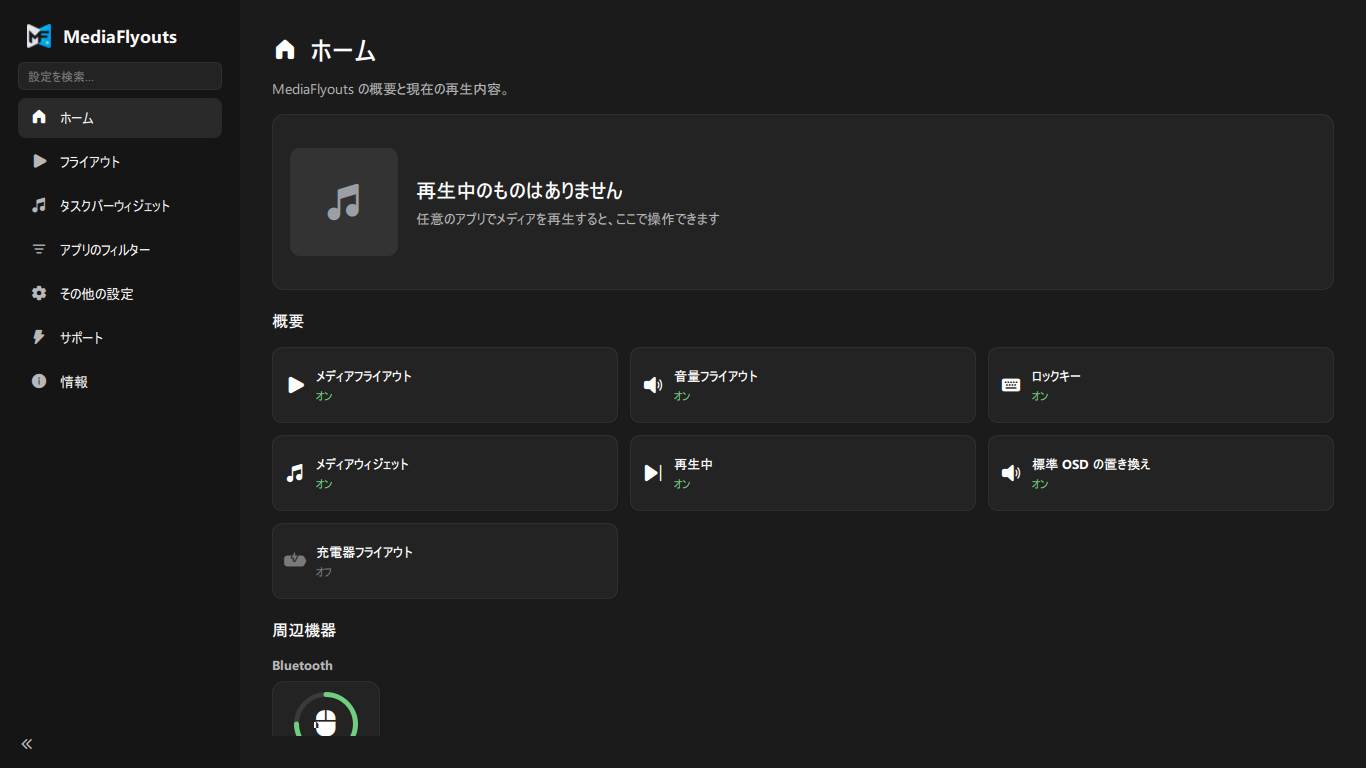 MediaFlyouts
設定を検索...
ホーム
フライアウト
タスクバーウィジェット
アプリのフィルター
その他の設定
サポート
情報
ホーム
MediaFlyouts の概要と現在の再生内容。
再生中のものはありません
任意のアプリでメディアを再生すると、ここで操作できます
概要
メディアフライアウト
オン
音量フライアウト
オン
ロックキー
オン
メディアウィジェット
オン
再生中
オン
標準 OSD の置き換え
オン
充電器フライアウト
オフ
周辺機器
Bluetooth